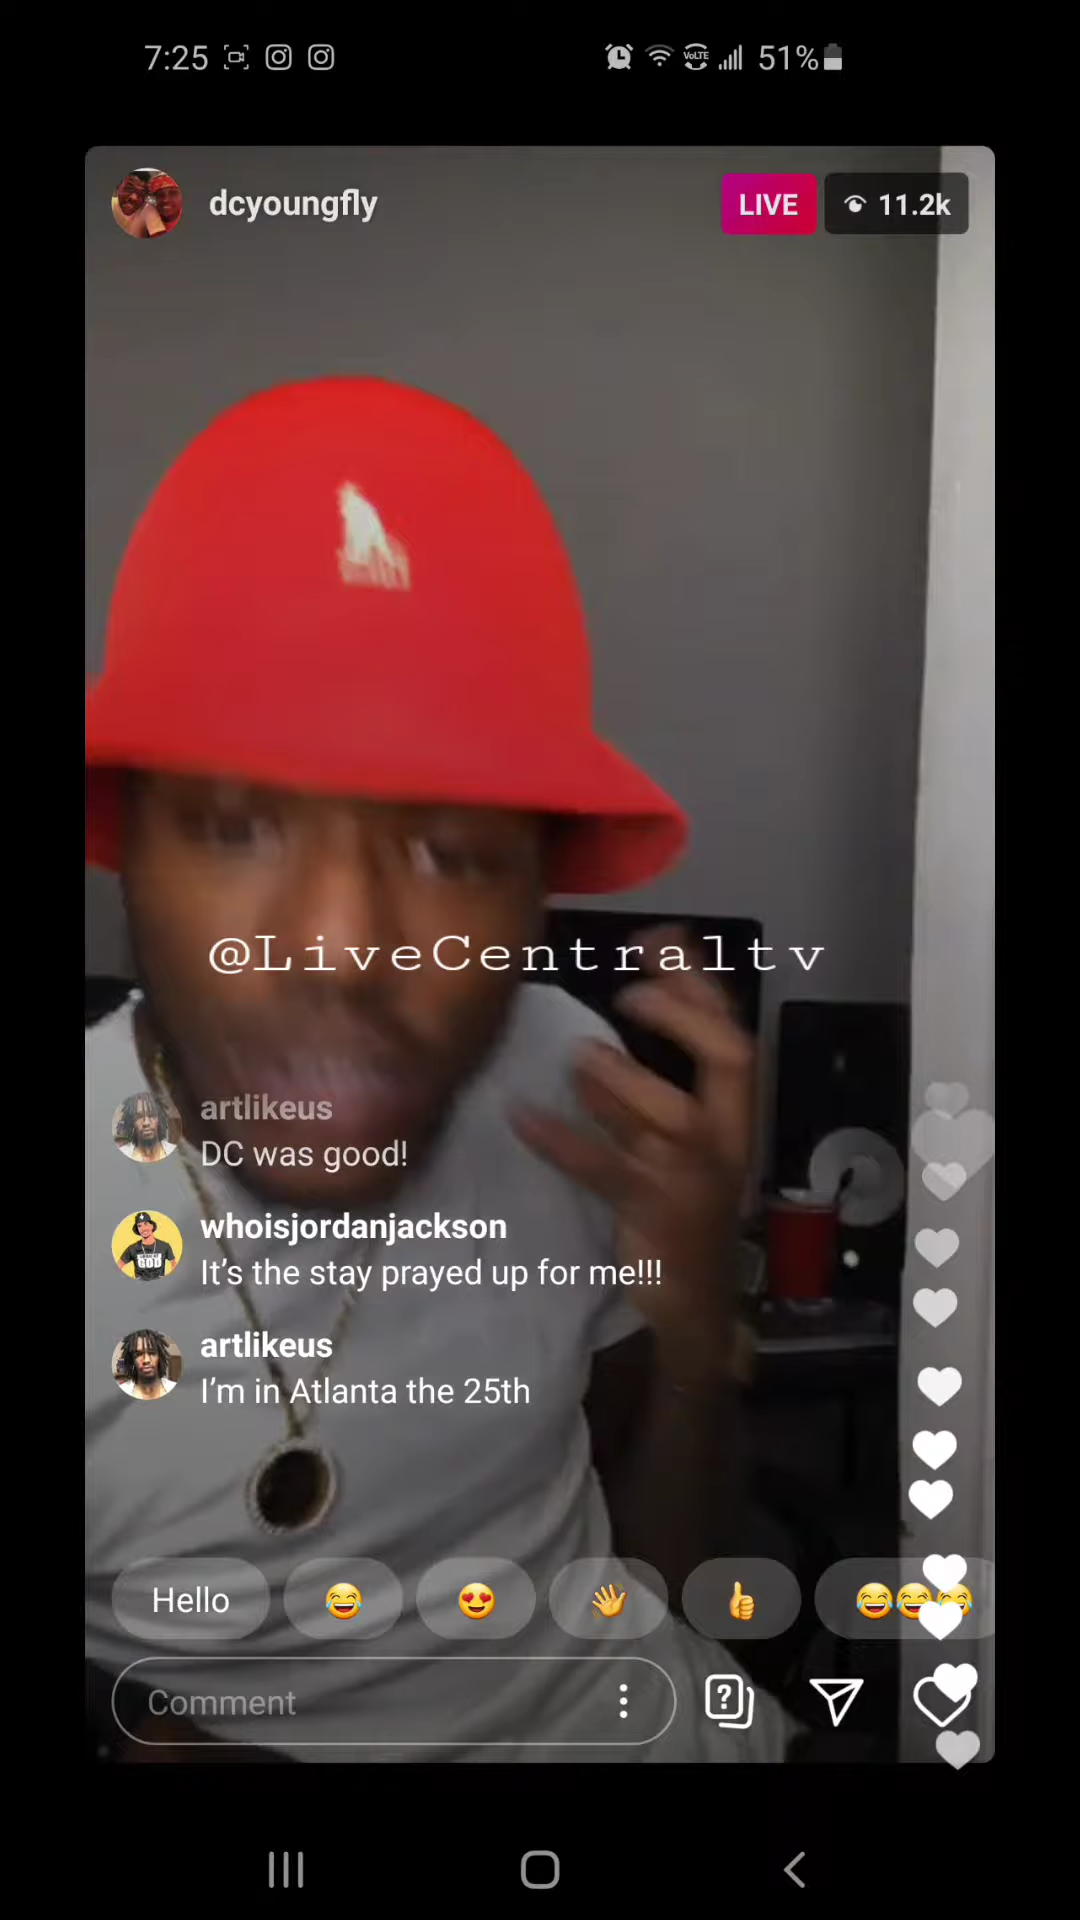 7:25
VoLTE
51%
dcyoungfly
LIVE
11.2k
@LiveCentraltv
artlikeus
DC was good!
whoisjordanjackson
It’s the stay prayed up for me!!!
artlikeus
I’m in Atlanta the 25th
Hello
Comment